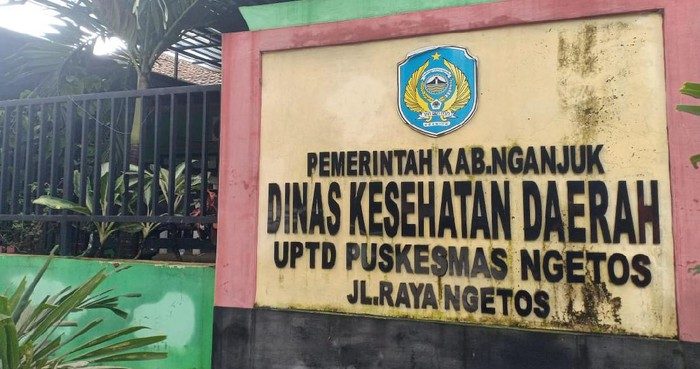 PEMERINTAH KAB.NGANJUK
DINAS KESEHATAN DAERAH
UPTD PUSKESMAS NGETOS
JL.RAYA NGETOS